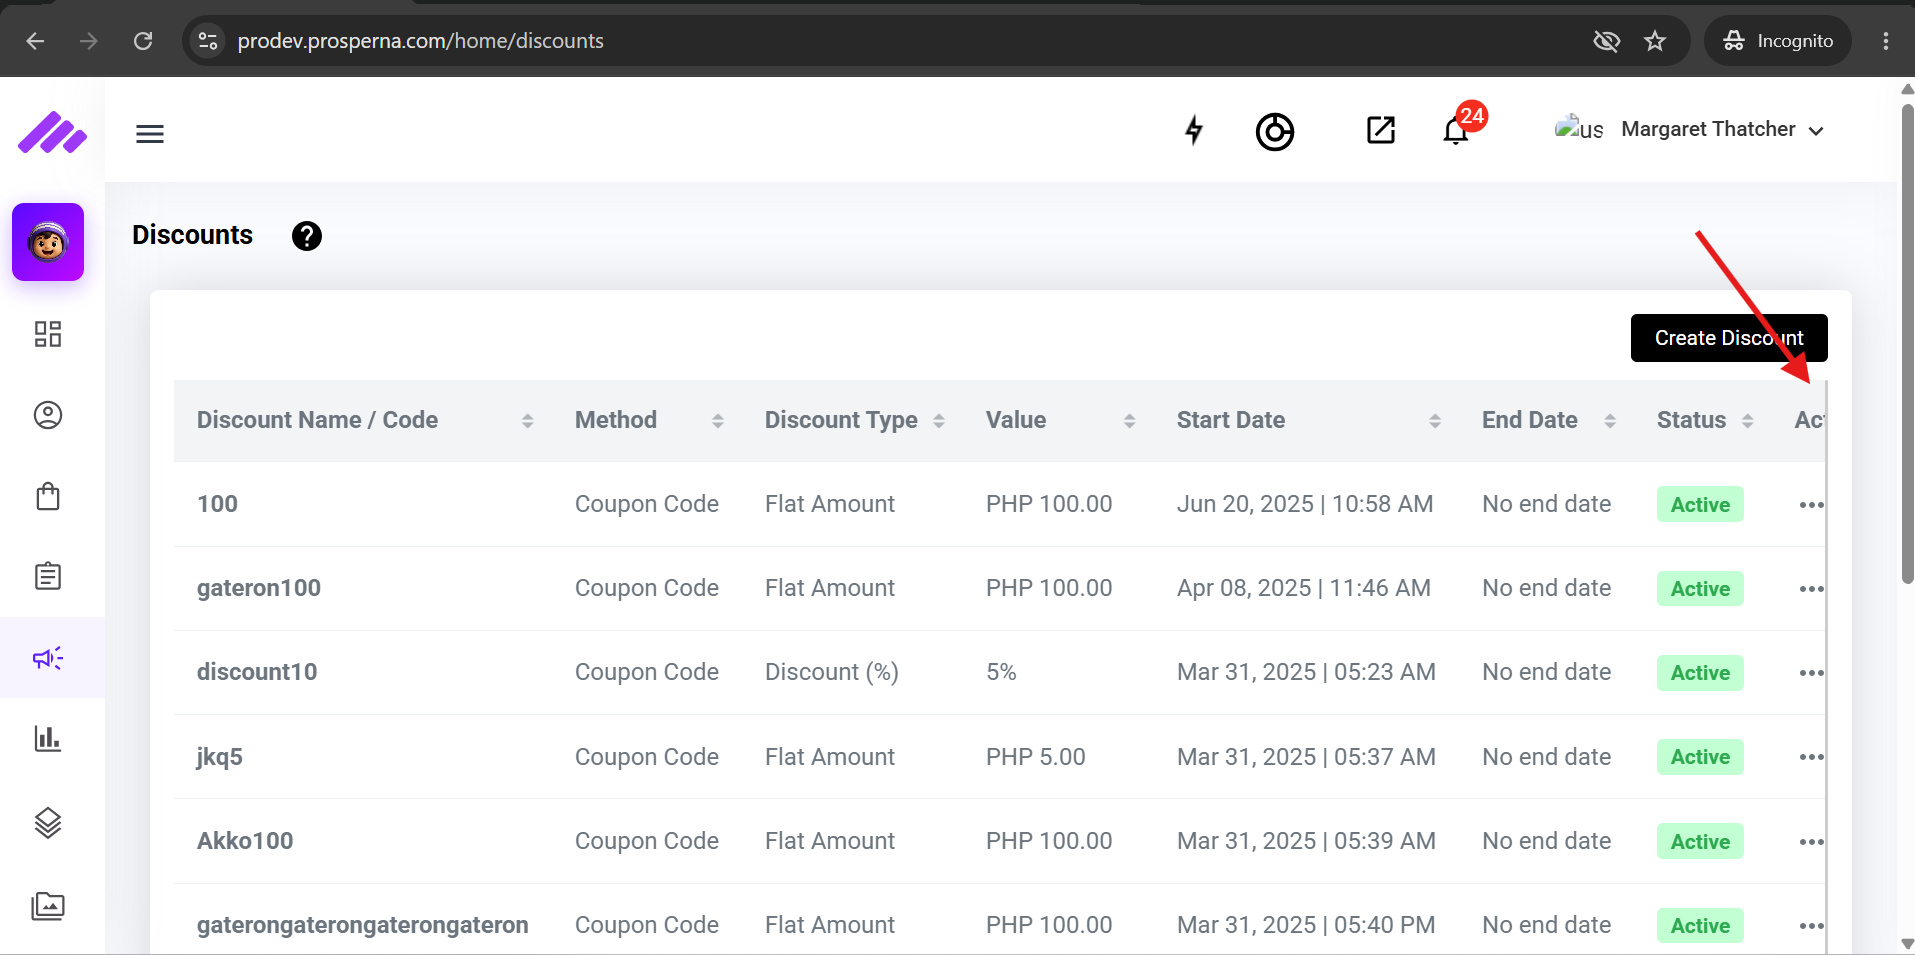 prodev.prosperna.com/home/discounts
Incognito
24
us
Margaret Thatcher
Discounts
?
Create Discount
Discount Name / Code Method Discount Type Value Start Date End Date Status Act
100 Coupon Code Flat Amount PHP 100.00 Jun 20, 2025 | 10:58 AM No end date Active
gateron100 Coupon Code Flat Amount PHP 100.00 Apr 08, 2025 | 11:46 AM No end date Active
discount10 Coupon Code Discount (%) 5% Mar 31, 2025 | 05:23 AM No end date Active
jkq5 Coupon Code Flat Amount PHP 5.00 Mar 31, 2025 | 05:37 AM No end date Active
Akko100 Coupon Code Flat Amount PHP 100.00 Mar 31, 2025 | 05:39 AM No end date Active
gaterongaterongaterongateron Coupon Code Flat Amount PHP 100.00 Mar 31, 2025 | 05:40 PM No end date Active